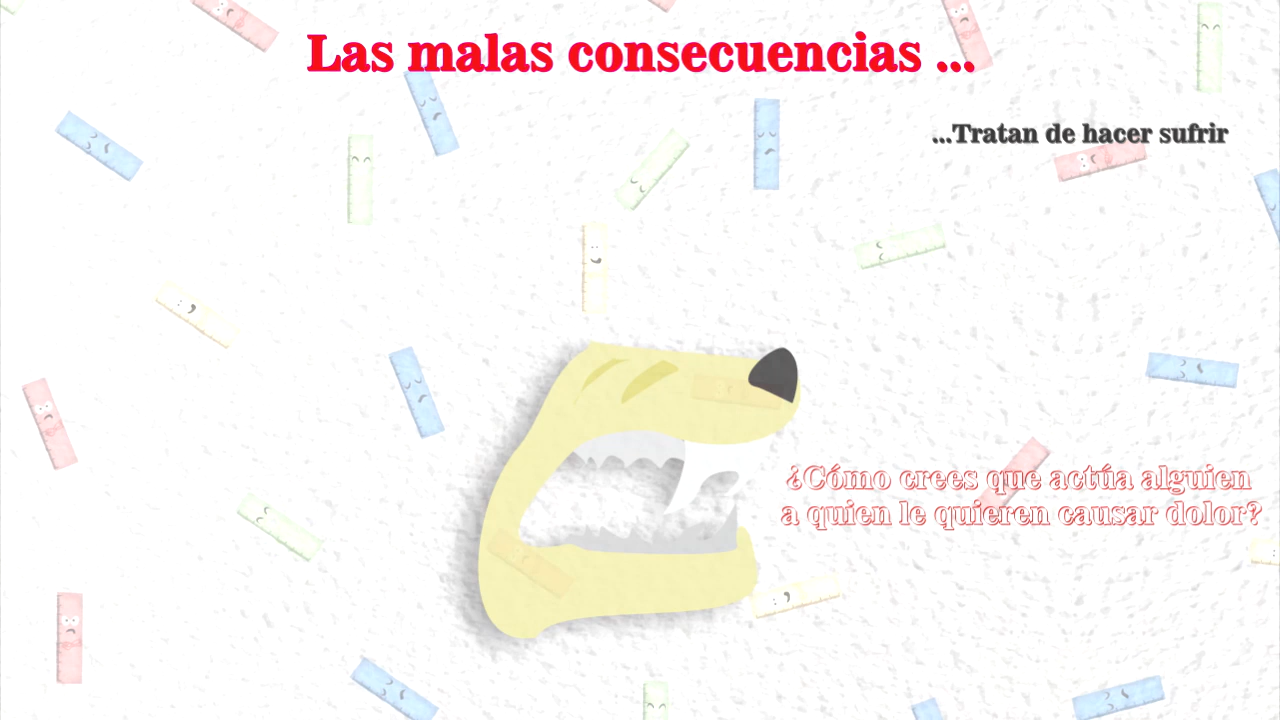 Las malas consecuencias ...
...Tratan de hacer sufrir
¿Cómo crees que actúa alguien
a quien le quieren causar dolor?